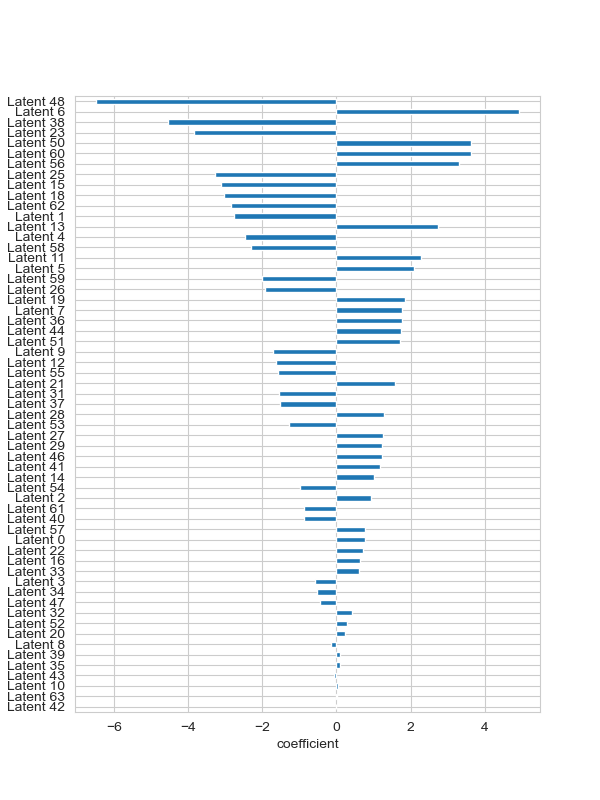 Latent 48
Latent 6
Latent 38
Latent 23
Latent 50
Latent 60
Latent 56
Latent 25
Latent 15
Latent 18
Latent 62
Latent 1
Latent 13
Latent 4
Latent 58
Latent 11
Latent 5
Latent 59
Latent 26
Latent 19
Latent 7
Latent 36
Latent 44
Latent 51
Latent 9
Latent 12
Latent 55
Latent 21
Latent 31
Latent 37
Latent 28
Latent 53
Latent 27
Latent 29
Latent 46
Latent 41
Latent 14
Latent 54
Latent 2
Latent 61
Latent 40
Latent 57
Latent 0
Latent 22
Latent 16
Latent 33
Latent 3
Latent 34
Latent 47
Latent 32
Latent 52
Latent 20
Latent 8
Latent 39
Latent 35
Latent 43
Latent 10
Latent 63
Latent 42
−6 −4 −2 0 2 4
coefficient